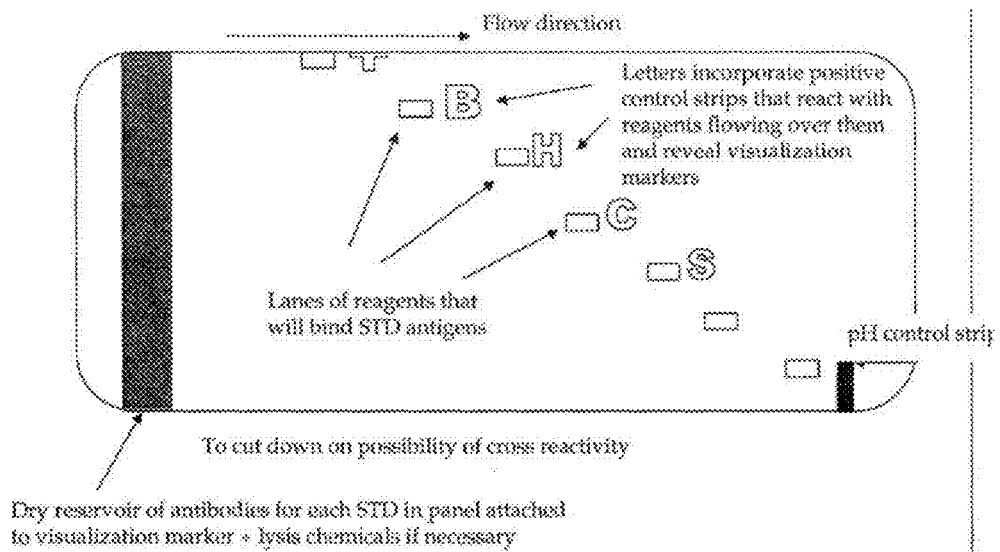 Flow direction
T
B
Letters incorporate positive
control strips that react with
reagents flowing over them
and reveal visualization
markers
H
C
S
Lanes of reagents that
will bind STD antigens
pH control strip
To cut down on possibility of cross reactivity
Dry reservoir of antibodies for each STD in panel attached
to visualization marker + lysis chemicals if necessary